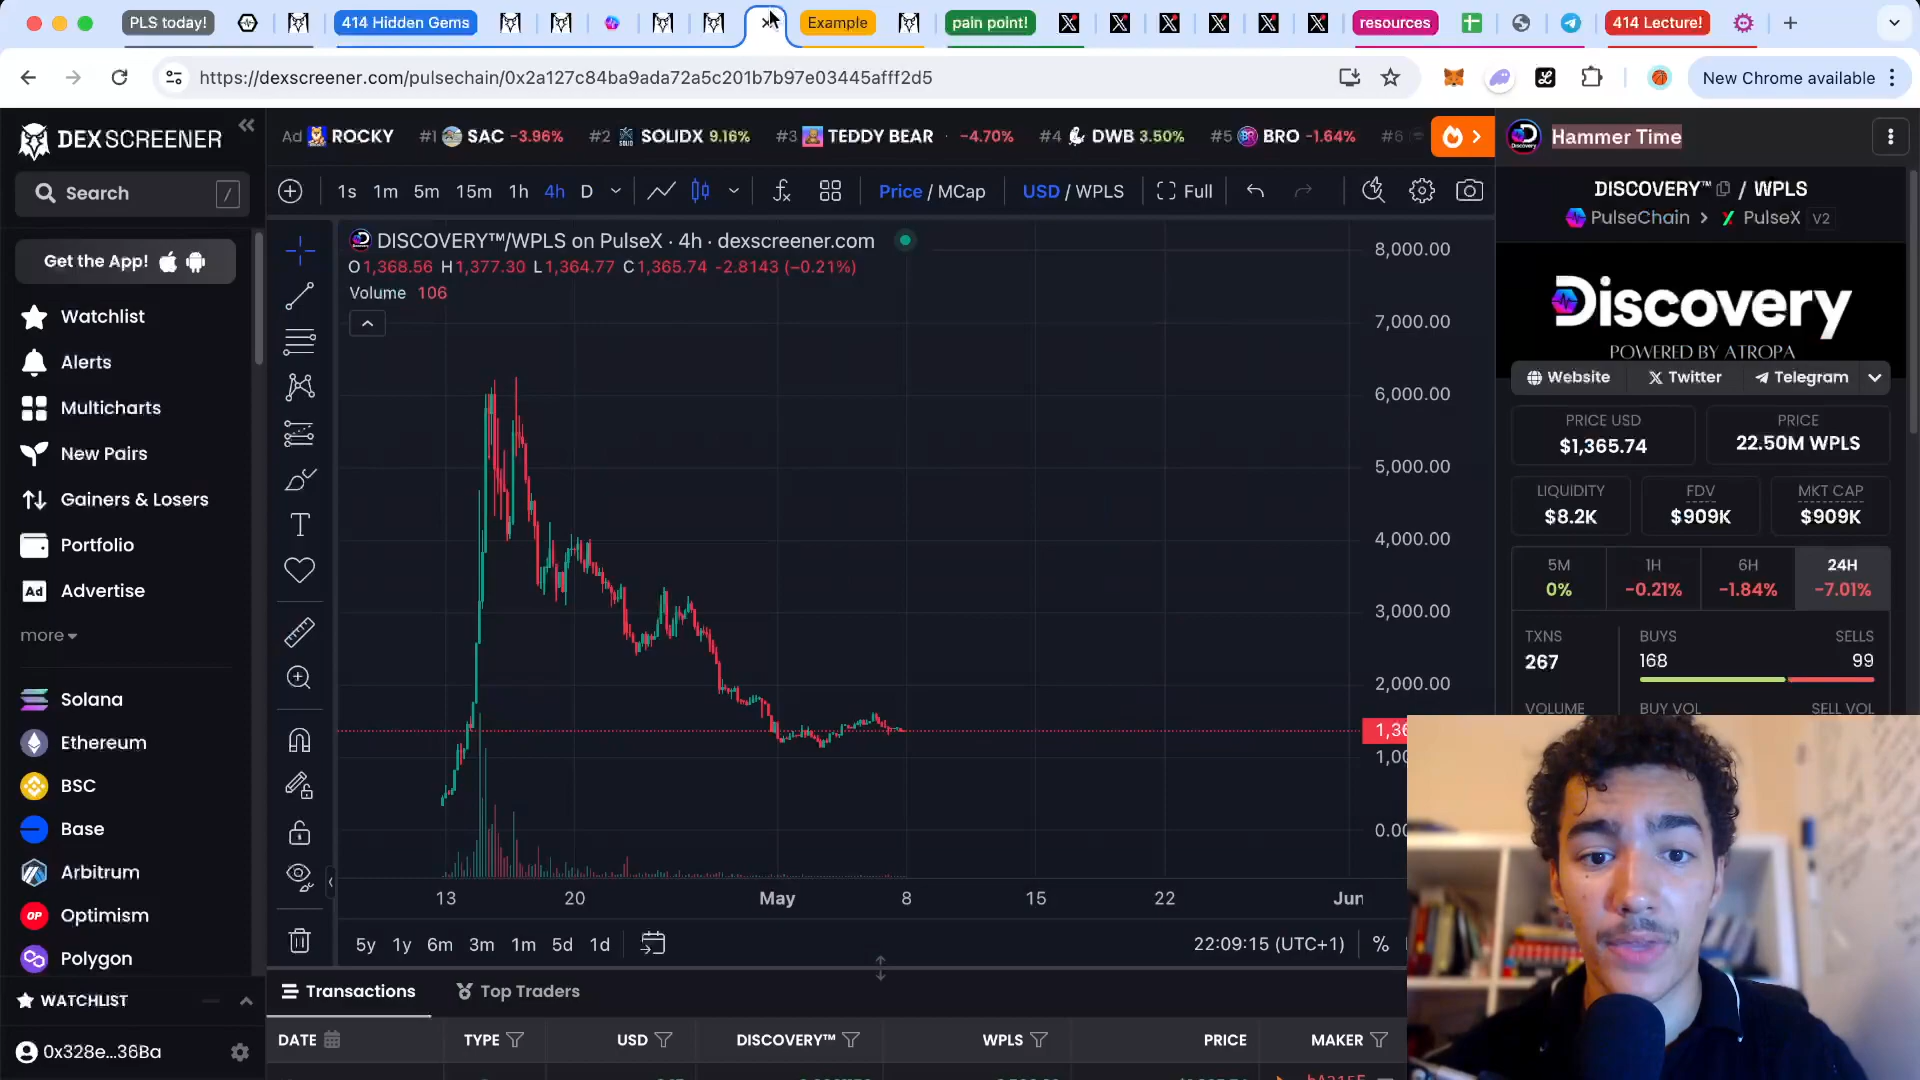 PLS today!
414 Hidden Gems
Example
pain point!
resources
414 Lecture!
https://dexscreener.com/pulsechain/0x2a127c84ba9ada72a5c201b7b97e03445afff2d5
New Chrome available
DEX SCREENER
Ad ROCKY #1 SAC -3.96% #2 SOLIDX 9.16% #3 TEDDY BEAR -4.70% #4 DWB 3.50% #5 BRO -1.64% #6
Hammer Time
Search /
1s 1m 5m 15m 1h 4h D Price / MCap USD / WPLS Full
DISCOVERY™ / WPLS
PulseChain > PulseX V2
Get the App!
Watchlist
Alerts
Multicharts
New Pairs
Gainers & Losers
Portfolio
Ad Advertise
more
Solana
Ethereum
BSC
Base
Arbitrum
OP Optimism
Polygon
WATCHLIST
0x328e...36Ba
DISCOVERY™/WPLS on PulseX · 4h · dexscreener.com
O1,368.56 H1,377.30 L1,364.77 C1,365.74 -2.8143 (−0.21%)
Volume 106
8,000.00
7,000.00
6,000.00
5,000.00
4,000.00
3,000.00
2,000.00
1,36
1,00
0.00
13 20 May 8 15 22 Jun
5y 1y 6m 3m 1m 5d 1d 22:09:15 (UTC+1) %
Transactions Top Traders
DATE TYPE USD DISCOVERY™ WPLS PRICE MAKER
Discovery
POWERED BY ATROPA
Website Twitter Telegram
PRICE USD PRICE
$1,365.74 22.50M WPLS
LIQUIDITY FDV MKT CAP
$8.2K $909K $909K
5M 1H 6H 24H
0% -0.21% -1.84% -7.01%
TXNS BUYS SELLS
267 168 99
VOLUME BUY VOL SELL VOL